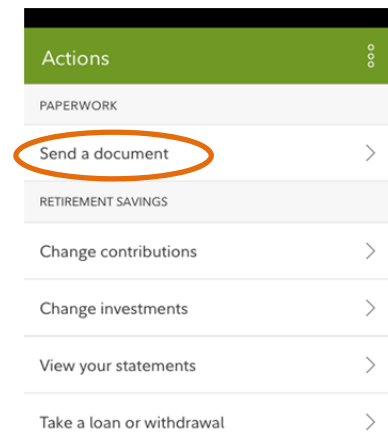 Actions
PAPERWORK
Send a document
RETIREMENT SAVINGS
Change contributions
Change investments
View your statements
Take a loan or withdrawal